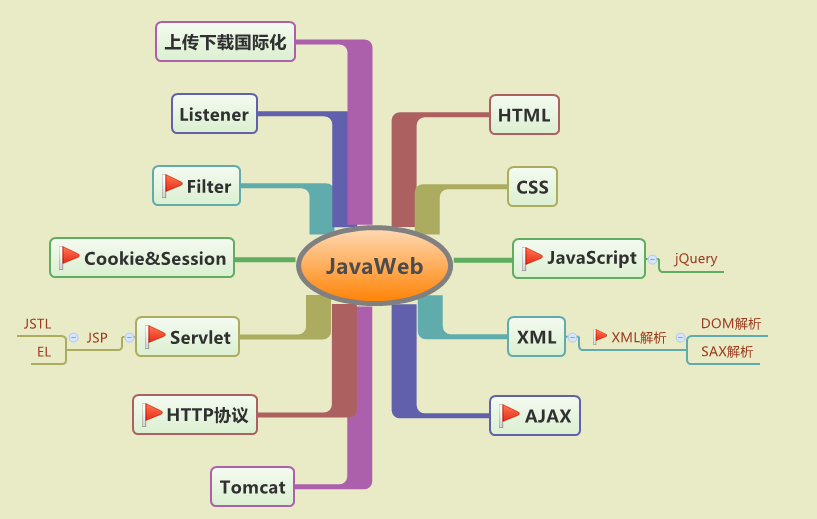 上传下载国际化
Listener
HTML
CSS
Filter
Cookie&Session
JavaWeb
JavaScript
jQuery
JSTL
JSP
EL
Servlet
XML
XML解析
DOM解析
SAX解析
HTTP协议
AJAX
Tomcat